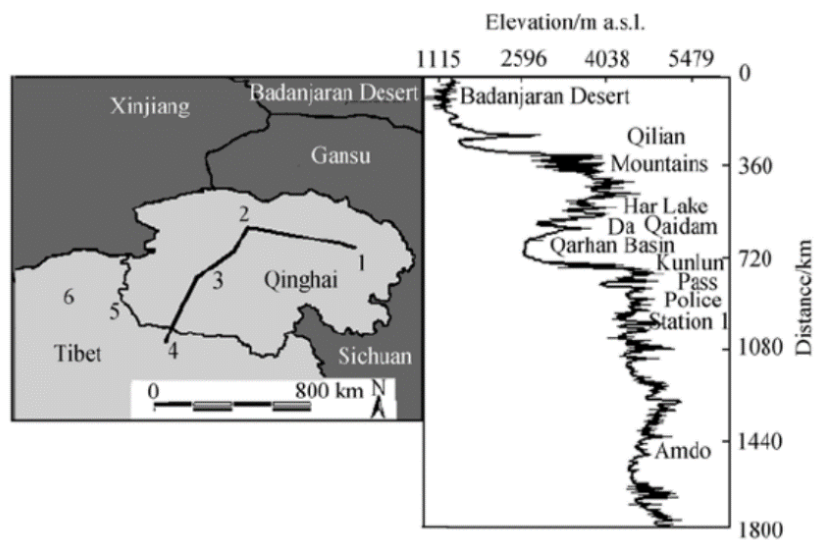 Elevation/m a.s.l.
1115 2596 4038 5479
Xinjiang
Badanjaran Desert
Gansu
2
1
3
Qinghai
6
5
Tibet
4
Sichuan
0 800 km N
0
Badanjaran Desert
Qilian
Mountains
360
Har Lake
Da Qaidam
Qarhan Basin
720
Kunlun
Pass
Police
Station 1
1080
Distance/km
1440
Amdo
1800